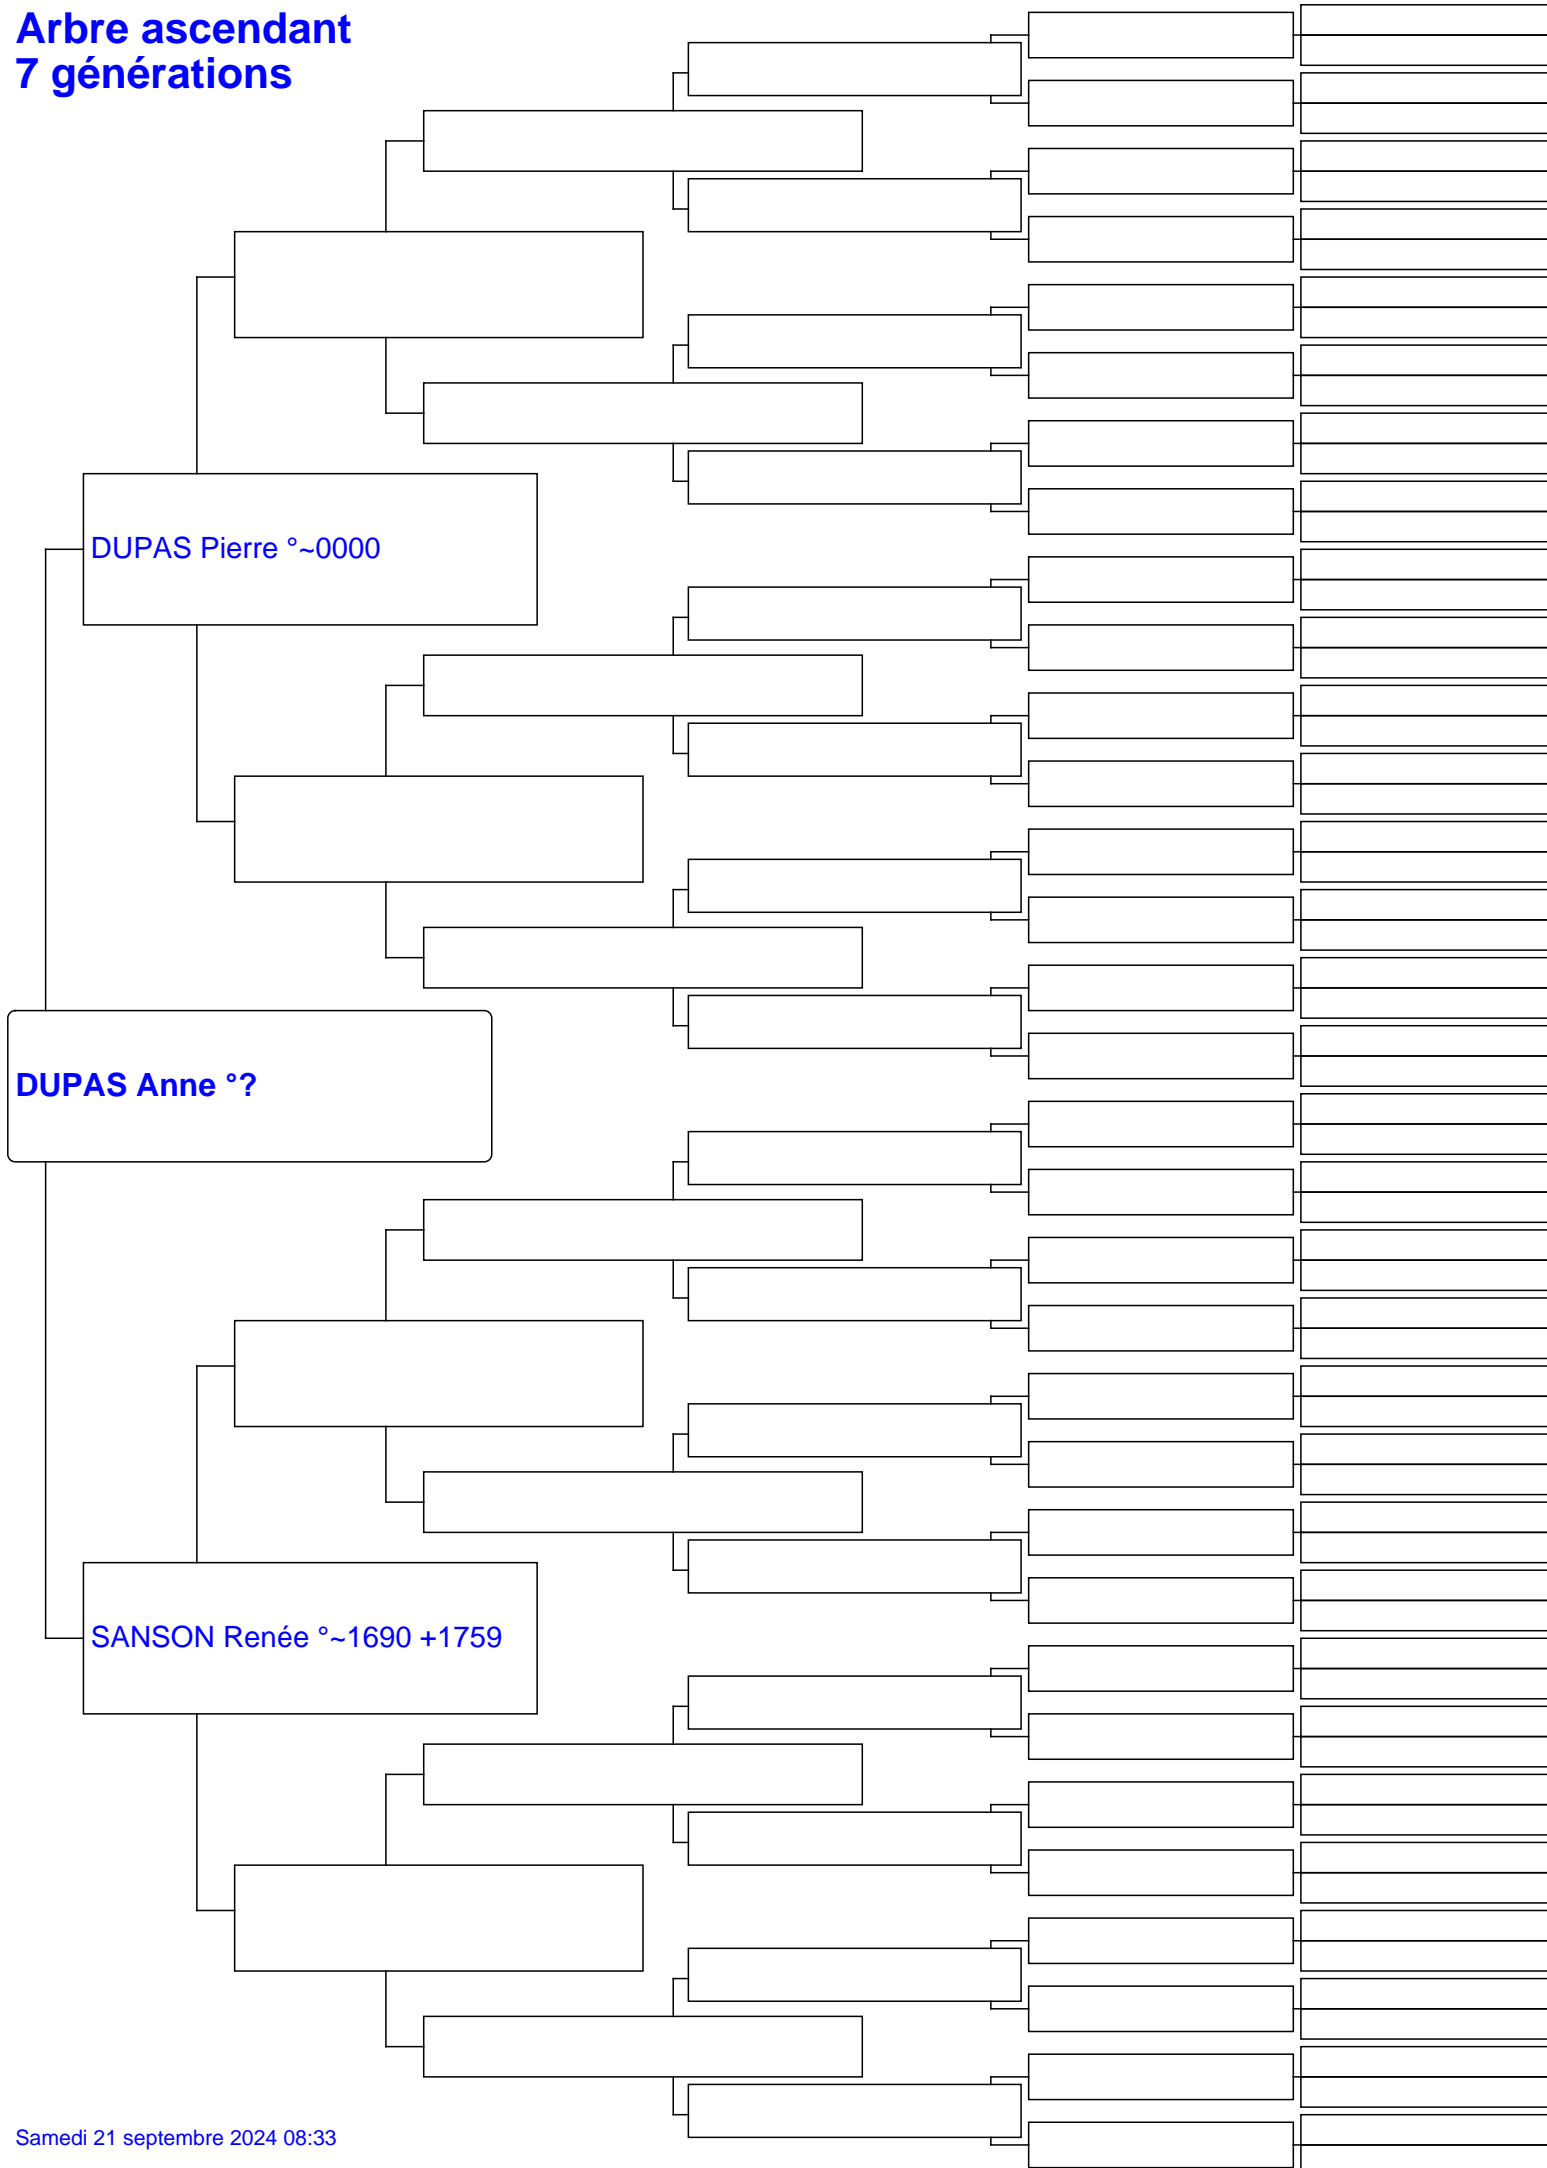 Arbre ascendant
7 générations
DUPAS Pierre °~0000
DUPAS Anne °?
SANSON Renée °~1690 +1759
Samedi 21 septembre 2024 08:33